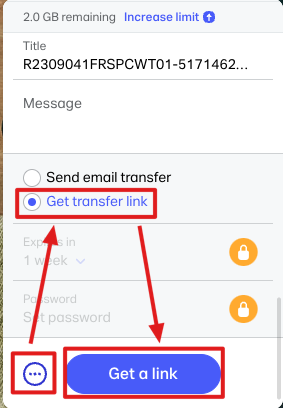 2.0 GB remaining Increase limit
Title
R2309041FRSPCWT01-5171462...
Message
Send email transfer
Get transfer link
Expires in
1 week
Password
Set password
Get a link